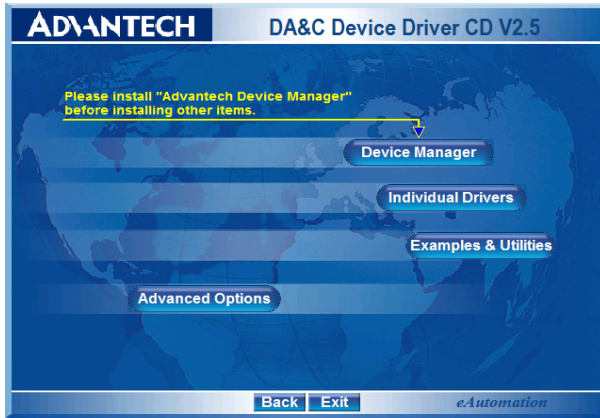 ADVANTECH
DA&C Device Driver CD V2.5
Please install "Advantech Device Manager"
before installing other items.
Device Manager
Individual Drivers
Examples & Utilities
Advanced Options
Back
Exit
eAutomation